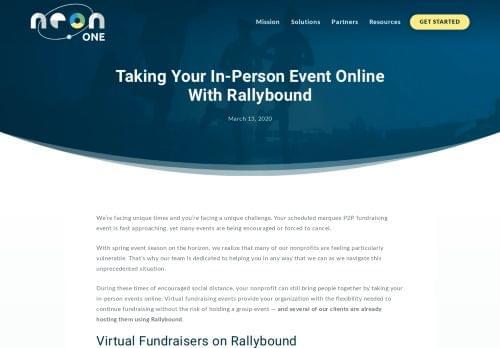 neon
ONE
Mission Solutions Partners Resources GET STARTED
Taking Your In-Person Event Online
With Rallybound
March 13, 2020
We're facing unique times and you're facing a unique challenge. Your scheduled marquee P2P fundraising
event is fast approaching, yet many events are being encouraged or forced to cancel.
With spring event season on the horizon, we realize that many of our nonprofits are feeling particularly
vulnerable. That's why our team is dedicated to helping you in any way that we can as we navigate this
unprecedented situation.
During these times of encouraged social distance, your nonprofit can still bring people together by taking your
in-person events online. Virtual fundraising events provide your organization with the flexibility needed to
continue fundraising without the risk of holding a group event — and several of our clients are already
hosting them using Rallybound.
Virtual Fundraisers on Rallybound